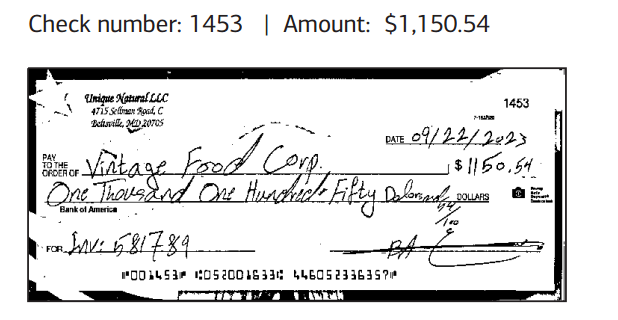 Check number: 1453 | Amount: $1,150.54
Unique Natural LLC
1453
4715 Sellman Road, C
Beltsville, MD 20705
DATE 09/22/2023
PAY TO THE ORDER OF Vintage Food Corp. $1150.54
One Thousand One Hundred Fifty DOLLARS
54/100
Bank of America
FOR Inv: 581789
⑈001453⑈ ⑆052001633⑆ 446052336357⑈